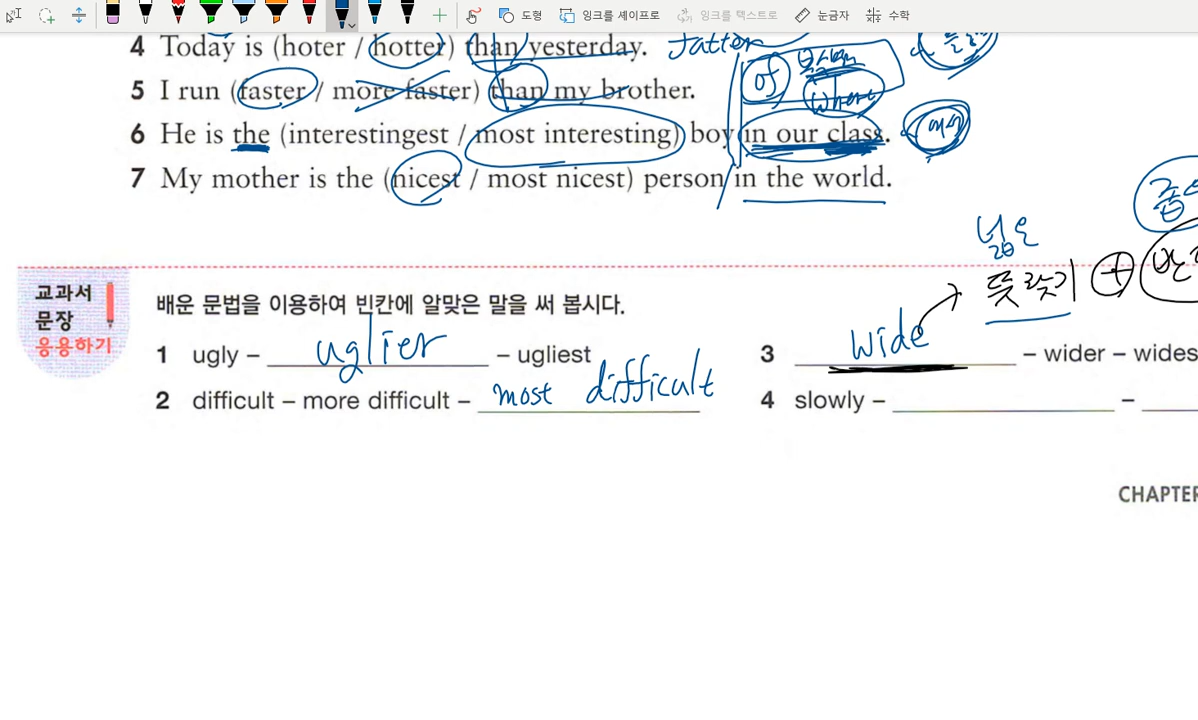 도형 잉크를 셰이프로 잉크를 텍스트로 눈금자 수학
4 Today is (hoter / hotter) than yesterday.
of
where
5 I run (faster / more faster) than my brother.
6 He is the (interestingest / most interesting) boy in our class.
7 My mother is the (nicest / most nicest) person in the world.
넓은
뜻 맞기 +
교과서
문장
응용하기
배운 문법을 이용하여 빈칸에 알맞은 말을 써 봅시다.
1 ugly – uglier – ugliest
2 difficult – more difficult – most difficult
3 wide – wider – wides
4 slowly – –
CHAPTER